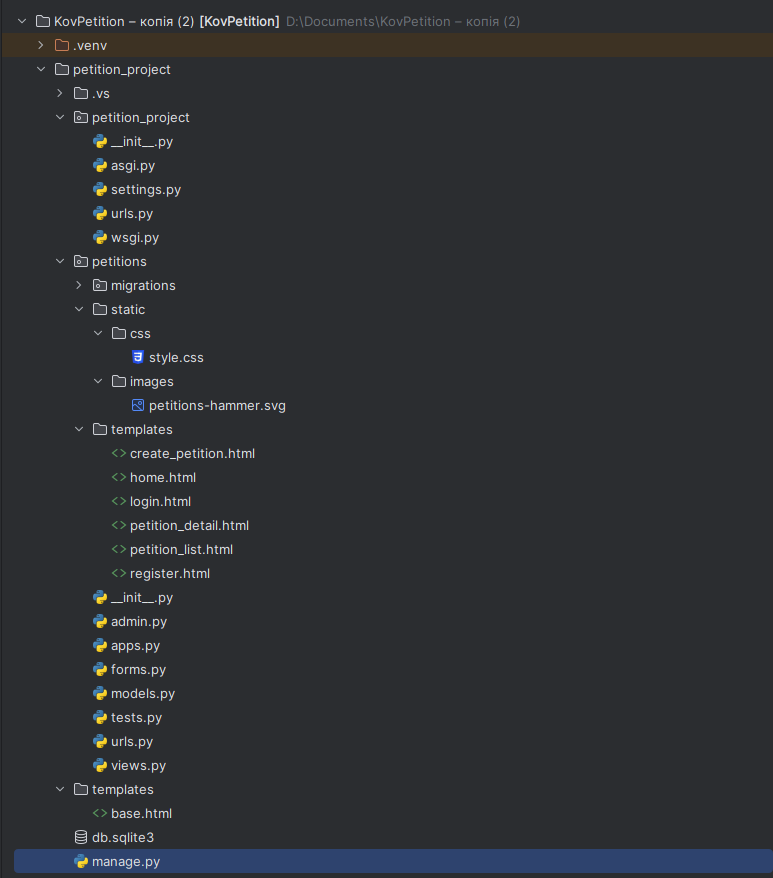 KovPetition – копія (2) [KovPetition] D:\Documents\KovPetition – копія (2)
.venv
petition_project
.vs
petition_project
__init__.py
asgi.py
settings.py
urls.py
wsgi.py
petitions
migrations
static
css
style.css
images
petitions-hammer.svg
templates
create_petition.html
home.html
login.html
petition_detail.html
petition_list.html
register.html
__init__.py
admin.py
apps.py
forms.py
models.py
tests.py
urls.py
views.py
templates
base.html
db.sqlite3
manage.py